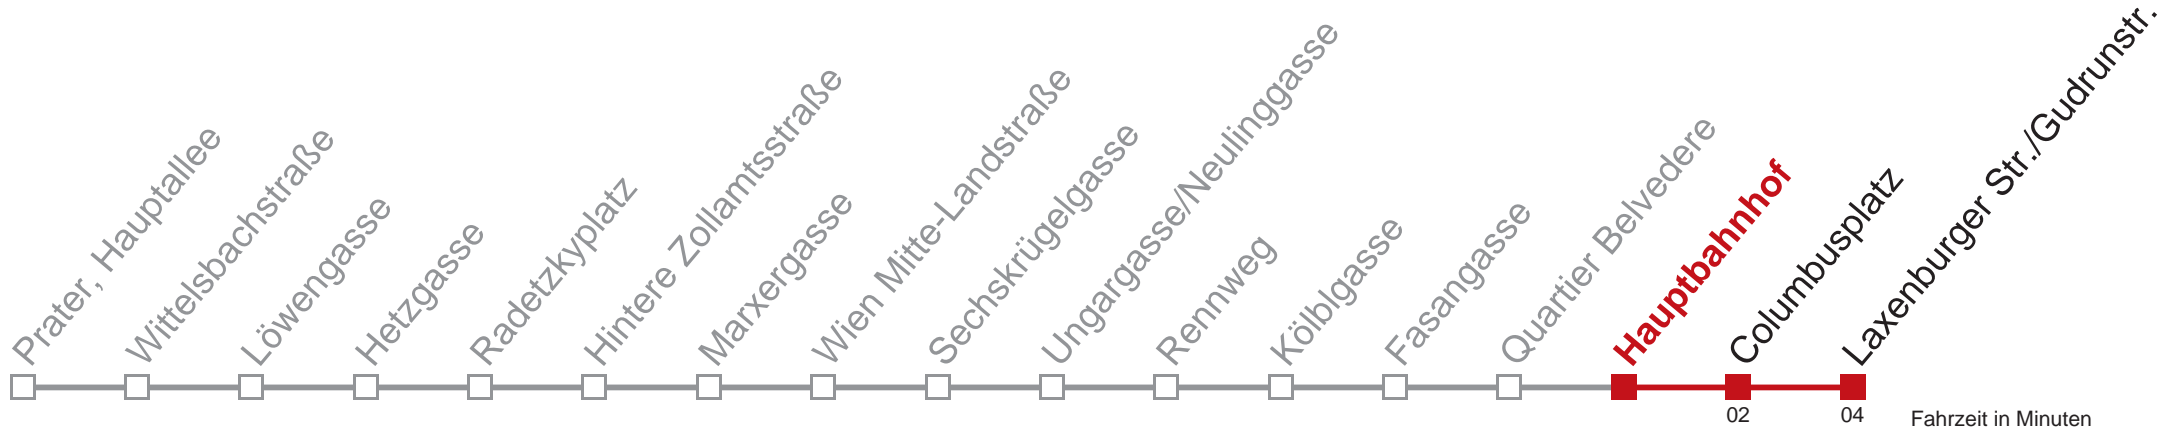 Prater, Hauptallee
Wittelsbachstraße
Löwengasse
Hetzgasse
Radetzkyplatz
Hintere Zollamtsstraße
Marxergasse
Wien Mitte-Landstraße
Sechskrügelgasse
Ungargasse/Neulinggasse
Rennweg
Kölblgasse
Fasangasse
Quartier Belvedere
Hauptbahnhof
Columbusplatz
Laxenburger Str./Gudrunstr.
02
04
Fahrzeit in Minuten